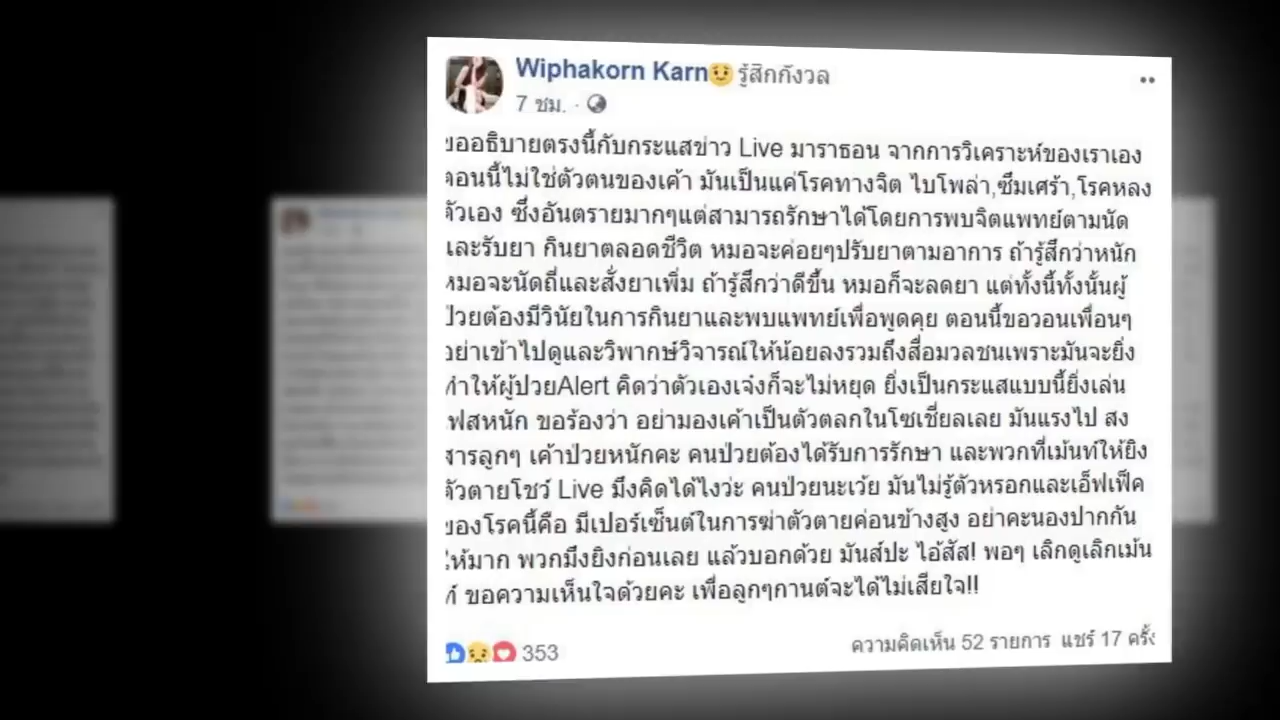 Wiphakorn Karn รู้สึกกังวล
7 ชม.
ขออธิบายตรงนี้กับกระแสข่าว Live มาราธอน จากการวิเคราะห์ของเราเอง
ตอนนี้ไม่ใช่ตัวตนของเค้า มันเป็นแค่โรคทางจิต ไบโพล่า,ซึมเศร้า,โรคหลง
ตัวเอง ซึ่งอันตรายมากๆแต่สามารถรักษาได้โดยการพบจิตแพทย์ตามนัด
และรับยา กินยาตลอดชีวิต หมอจะค่อยๆปรับยาตามอาการ ถ้ารู้สึกว่าหนัก
หมอจะนัดถี่และสั่งยาเพิ่ม ถ้ารู้สึกว่าดีขึ้น หมอก็จะลดยา แต่ทั้งนี้ทั้งนั้นผู้
ป่วยต้องมีวินัยในการกินยาและพบแพทย์เพื่อพูดคุย ตอนนี้ขอวอนเพื่อนๆ
อย่าเข้าไปดูและวิพากษ์วิจารณ์ให้น้อยลงรวมถึงสื่อมวลชนเพราะมันจะยิ่ง
ทำให้ผู้ป่วยAlert คิดว่าตัวเองเจ๋งก็จะไม่หยุด ยิ่งเป็นกระแสแบบนี้ยิ่งเล่น
เฟสหนัก ขอร้องว่า อย่ามองเค้าเป็นตัวตลกในโซเชี่ยลเลย มันแรงไป สง
สารลูกๆ เค้าป่วยหนักคะ คนป่วยต้องได้รับการรักษา และพวกที่เม้นท์ให้ยิง
ตัวตายโชว์ Live มึงคิดได้ไงว่ะ คนป่วยนะเว้ย มันไม่รู้ตัวหรอกและเอ็ฟเฟ็ค
ของโรคนี้คือ มีเปอร์เซ็นต์ในการฆ่าตัวตายค่อนข้างสูง อย่าคะนองปากกัน
ให้มาก พวกมึงยิงก่อนเลย แล้วบอกด้วย มันส์ปะ ไอ้สัส! พอๆ เลิกดูเลิกเม้น
ท์ ขอความเห็นใจด้วยคะ เพื่อลูกๆกานต์จะได้ไม่เสียใจ!!
353
ความคิดเห็น 52 รายการ แชร์ 17 ครั้ง